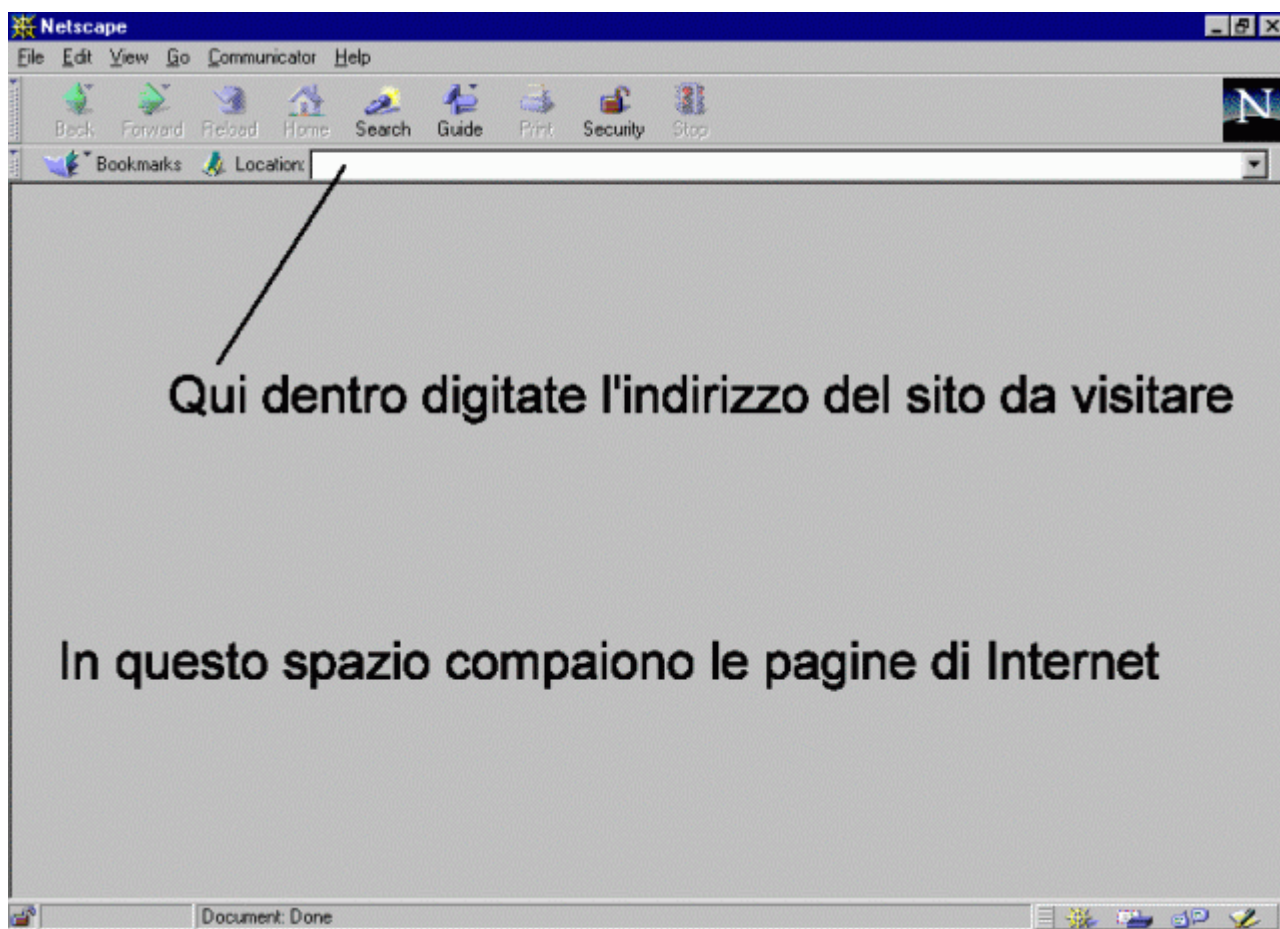 Netscape
File Edit View Go Communicator Help
Back Forward Reload Home Search Guide Print Security Stop
N
Bookmarks Location:
Qui dentro digitate l'indirizzo del sito da visitare
In questo spazio compaiono le pagine di Internet
Document: Done